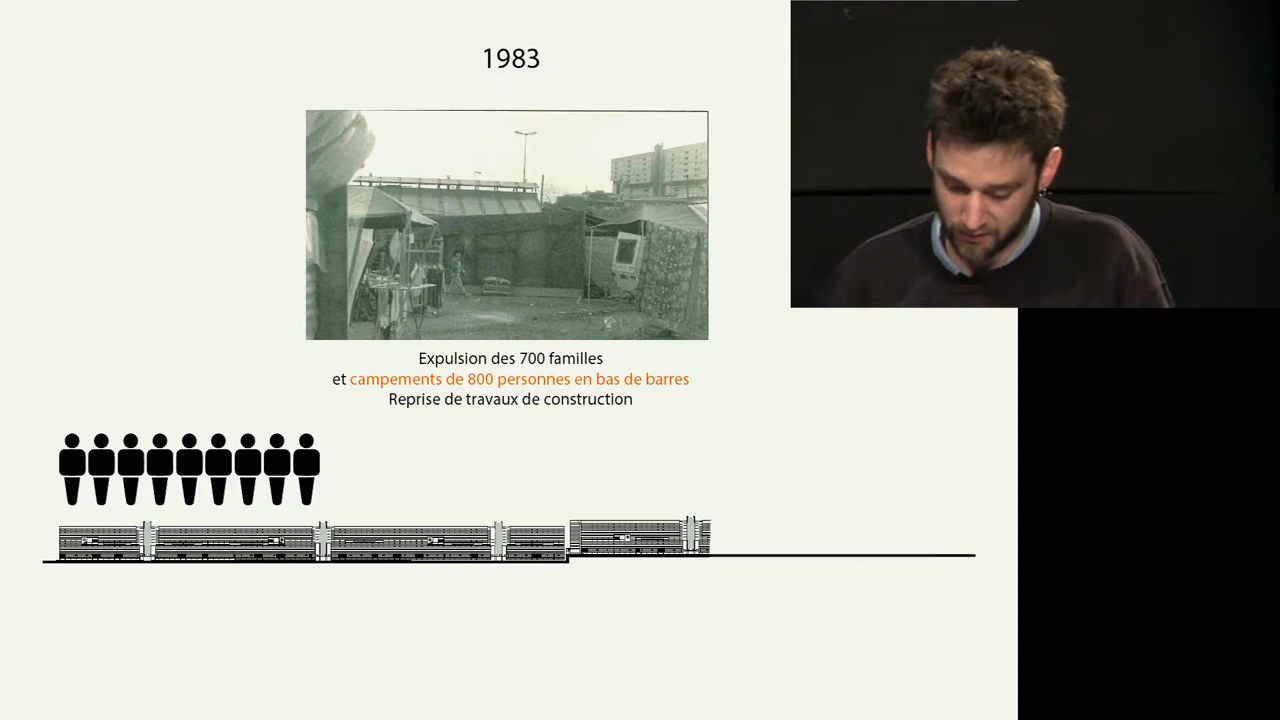 1983
Expulsion des 700 familles
et campements de 800 personnes en bas de barres
Reprise de travaux de construction